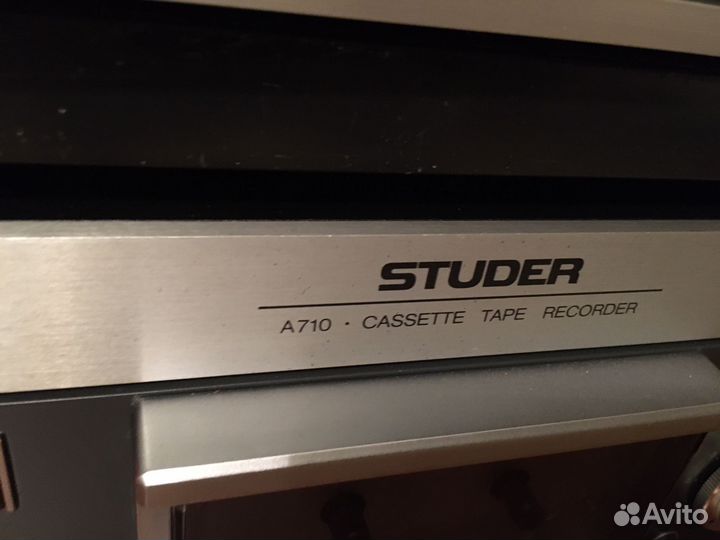 STUDER
A710 · CASSETTE TAPE RECORDER
Avito